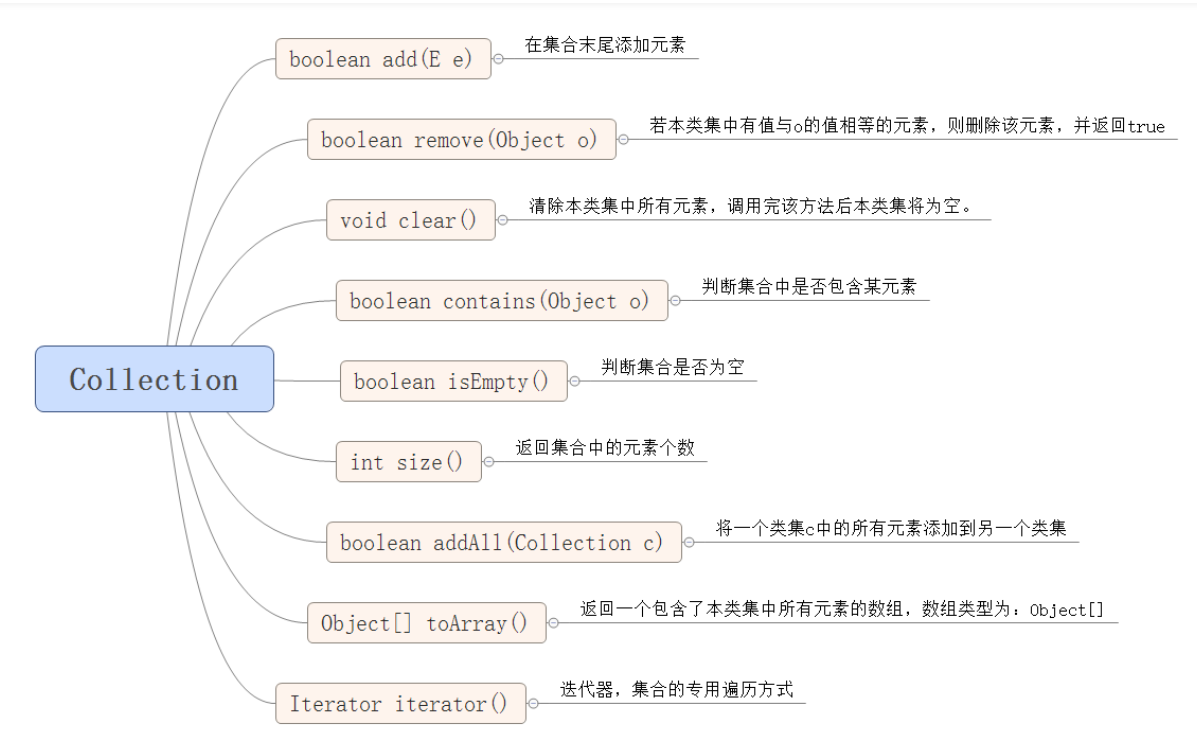 boolean add(E e)
在集合末尾添加元素
boolean remove(Object o)
若本类集中有值与o的值相等的元素，则删除该元素，并返回true
void clear()
清除本类集中所有元素，调用完该方法后本类集将为空。
boolean contains(Object o)
判断集合中是否包含某元素
Collection
boolean isEmpty()
判断集合是否为空
int size()
返回集合中的元素个数
boolean addAll(Collection c)
将一个类集c中的所有元素添加到另一个类集
Object[] toArray()
返回一个包含了本类集中所有元素的数组，数组类型为：Object[]
Iterator iterator()
迭代器，集合的专用遍历方式